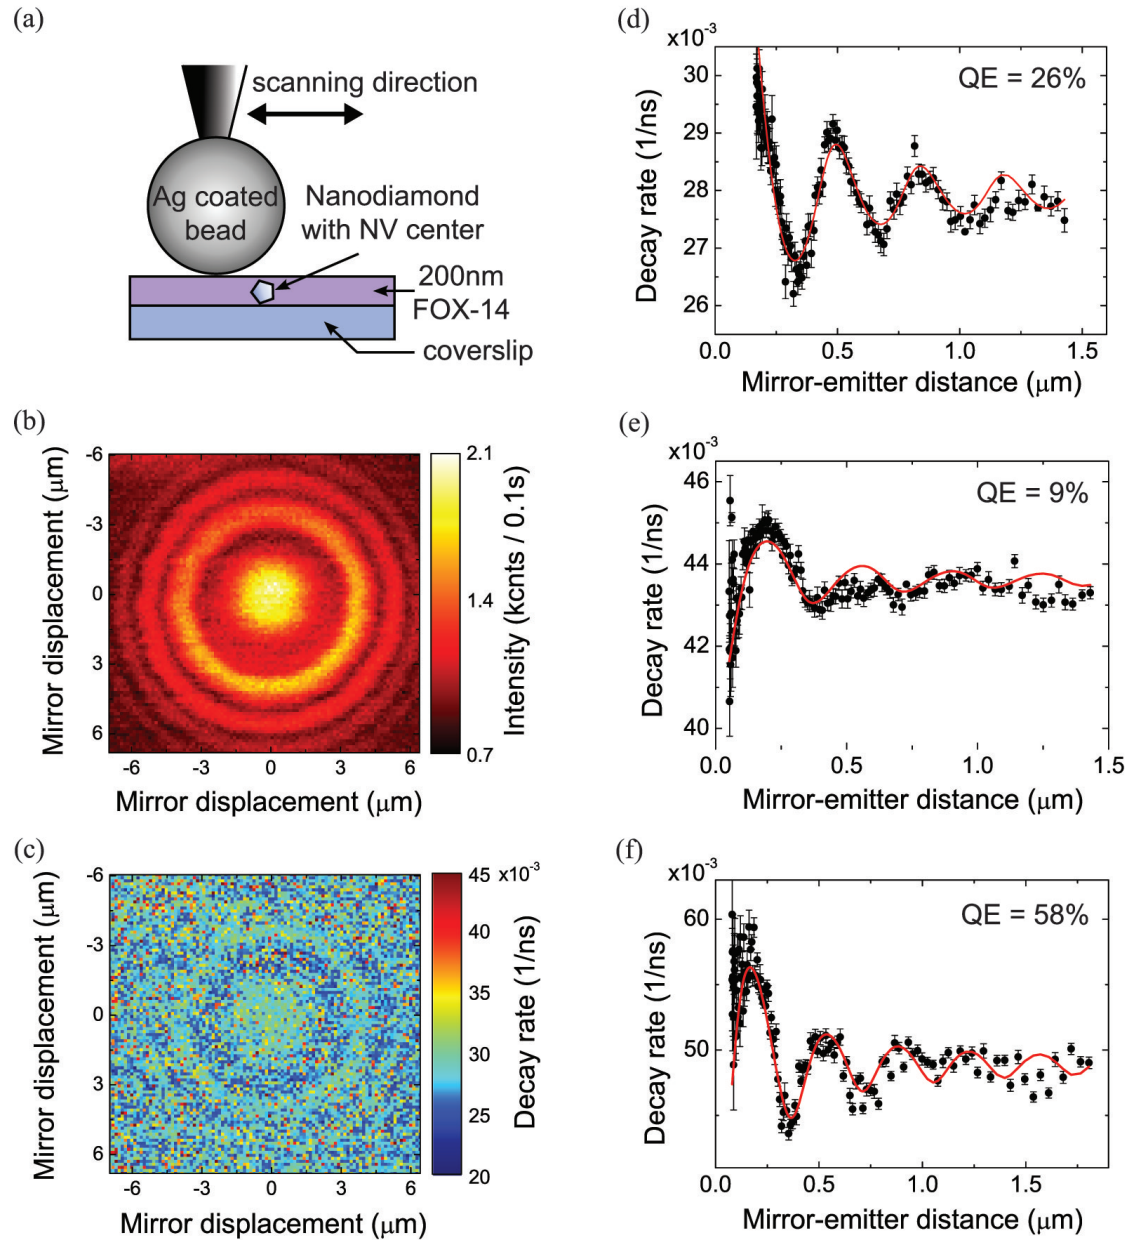 (a)
scanning direction
Ag coated
bead
Nanodiamond
with NV center
200nm
FOX-14
coverslip
(b)
Mirror displacement (μm)
-6
-3
0
3
6
-6 -3 0 3 6
Mirror displacement (μm)
2.1
1.4
0.7
Intensity (kcnts / 0.1s)
(c)
Mirror displacement (μm)
-6
-3
0
3
6
-6 -3 0 3 6
Mirror displacement (μm)
45 x10⁻³
40
35
30
25
20
Decay rate (1/ns)
(d)
x10⁻³
QE = 26%
Decay rate (1/ns)
30
29
28
27
26
0.0 0.5 1.0 1.5
Mirror-emitter distance (μm)
(e)
x10⁻³
QE = 9%
Decay rate (1/ns)
46
44
42
40
0.0 0.5 1.0 1.5
Mirror-emitter distance (μm)
(f)
x10⁻³
QE = 58%
Decay rate (1/ns)
60
50
0.0 0.5 1.0 1.5
Mirror-emitter distance (μm)